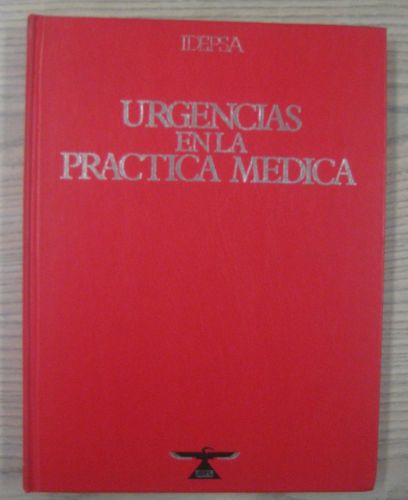 IDEPSA
URGENCIAS
EN LA
PRACTICA MEDICA